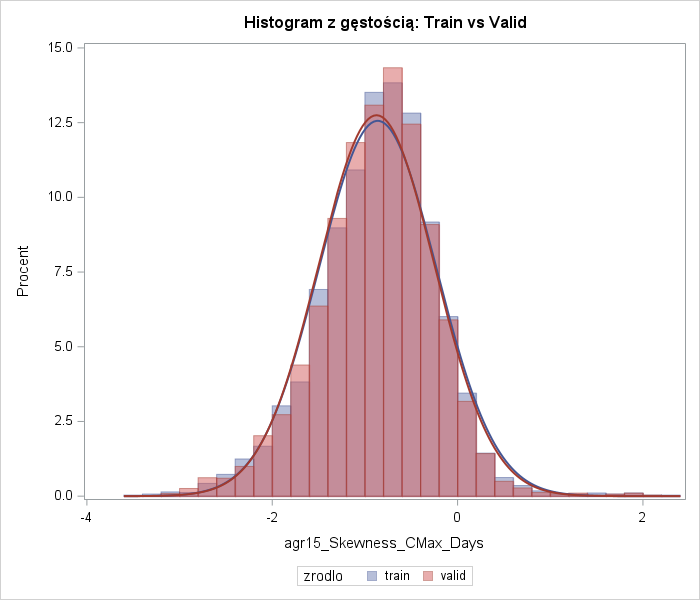 Histogram z gęstością: Train vs Valid
15.0
12.5
10.0
7.5
5.0
2.5
0.0
Procent
-4 -2 0 2
agr15_Skewness_CMax_Days
zrodlo train valid